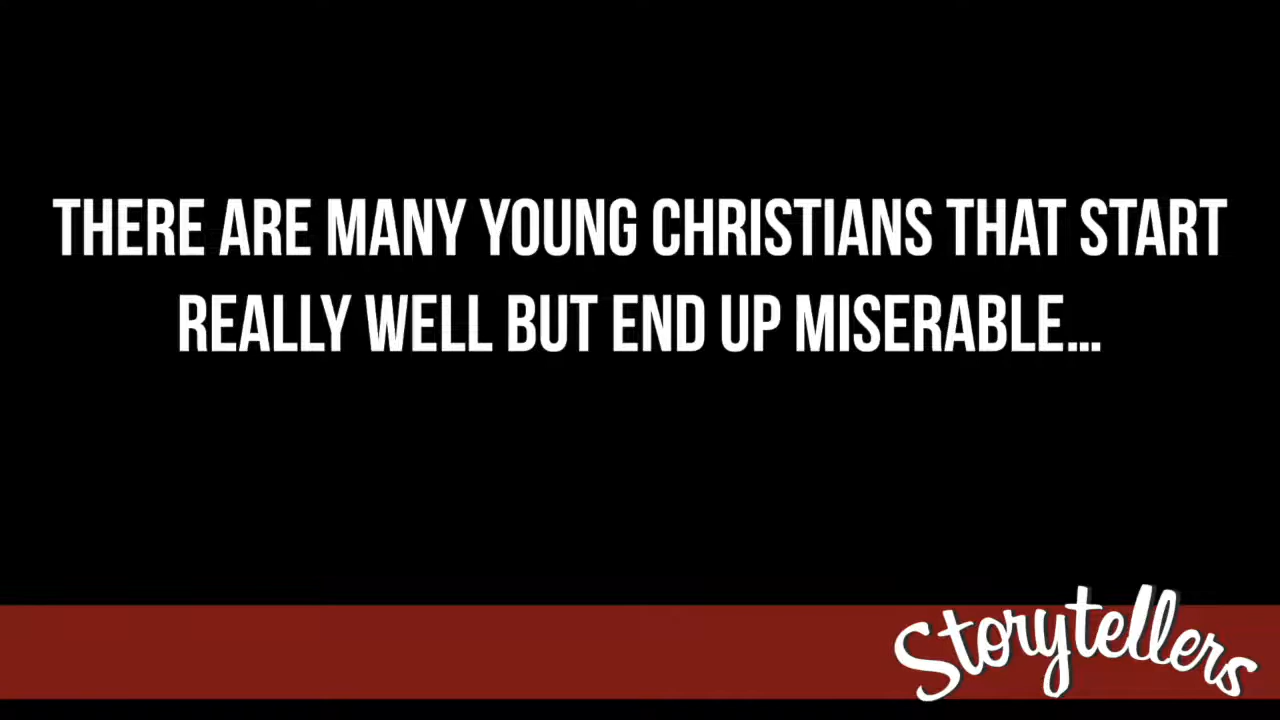 THERE ARE MANY YOUNG CHRISTIANS THAT START
REALLY WELL BUT END UP MISERABLE...
Storytellers